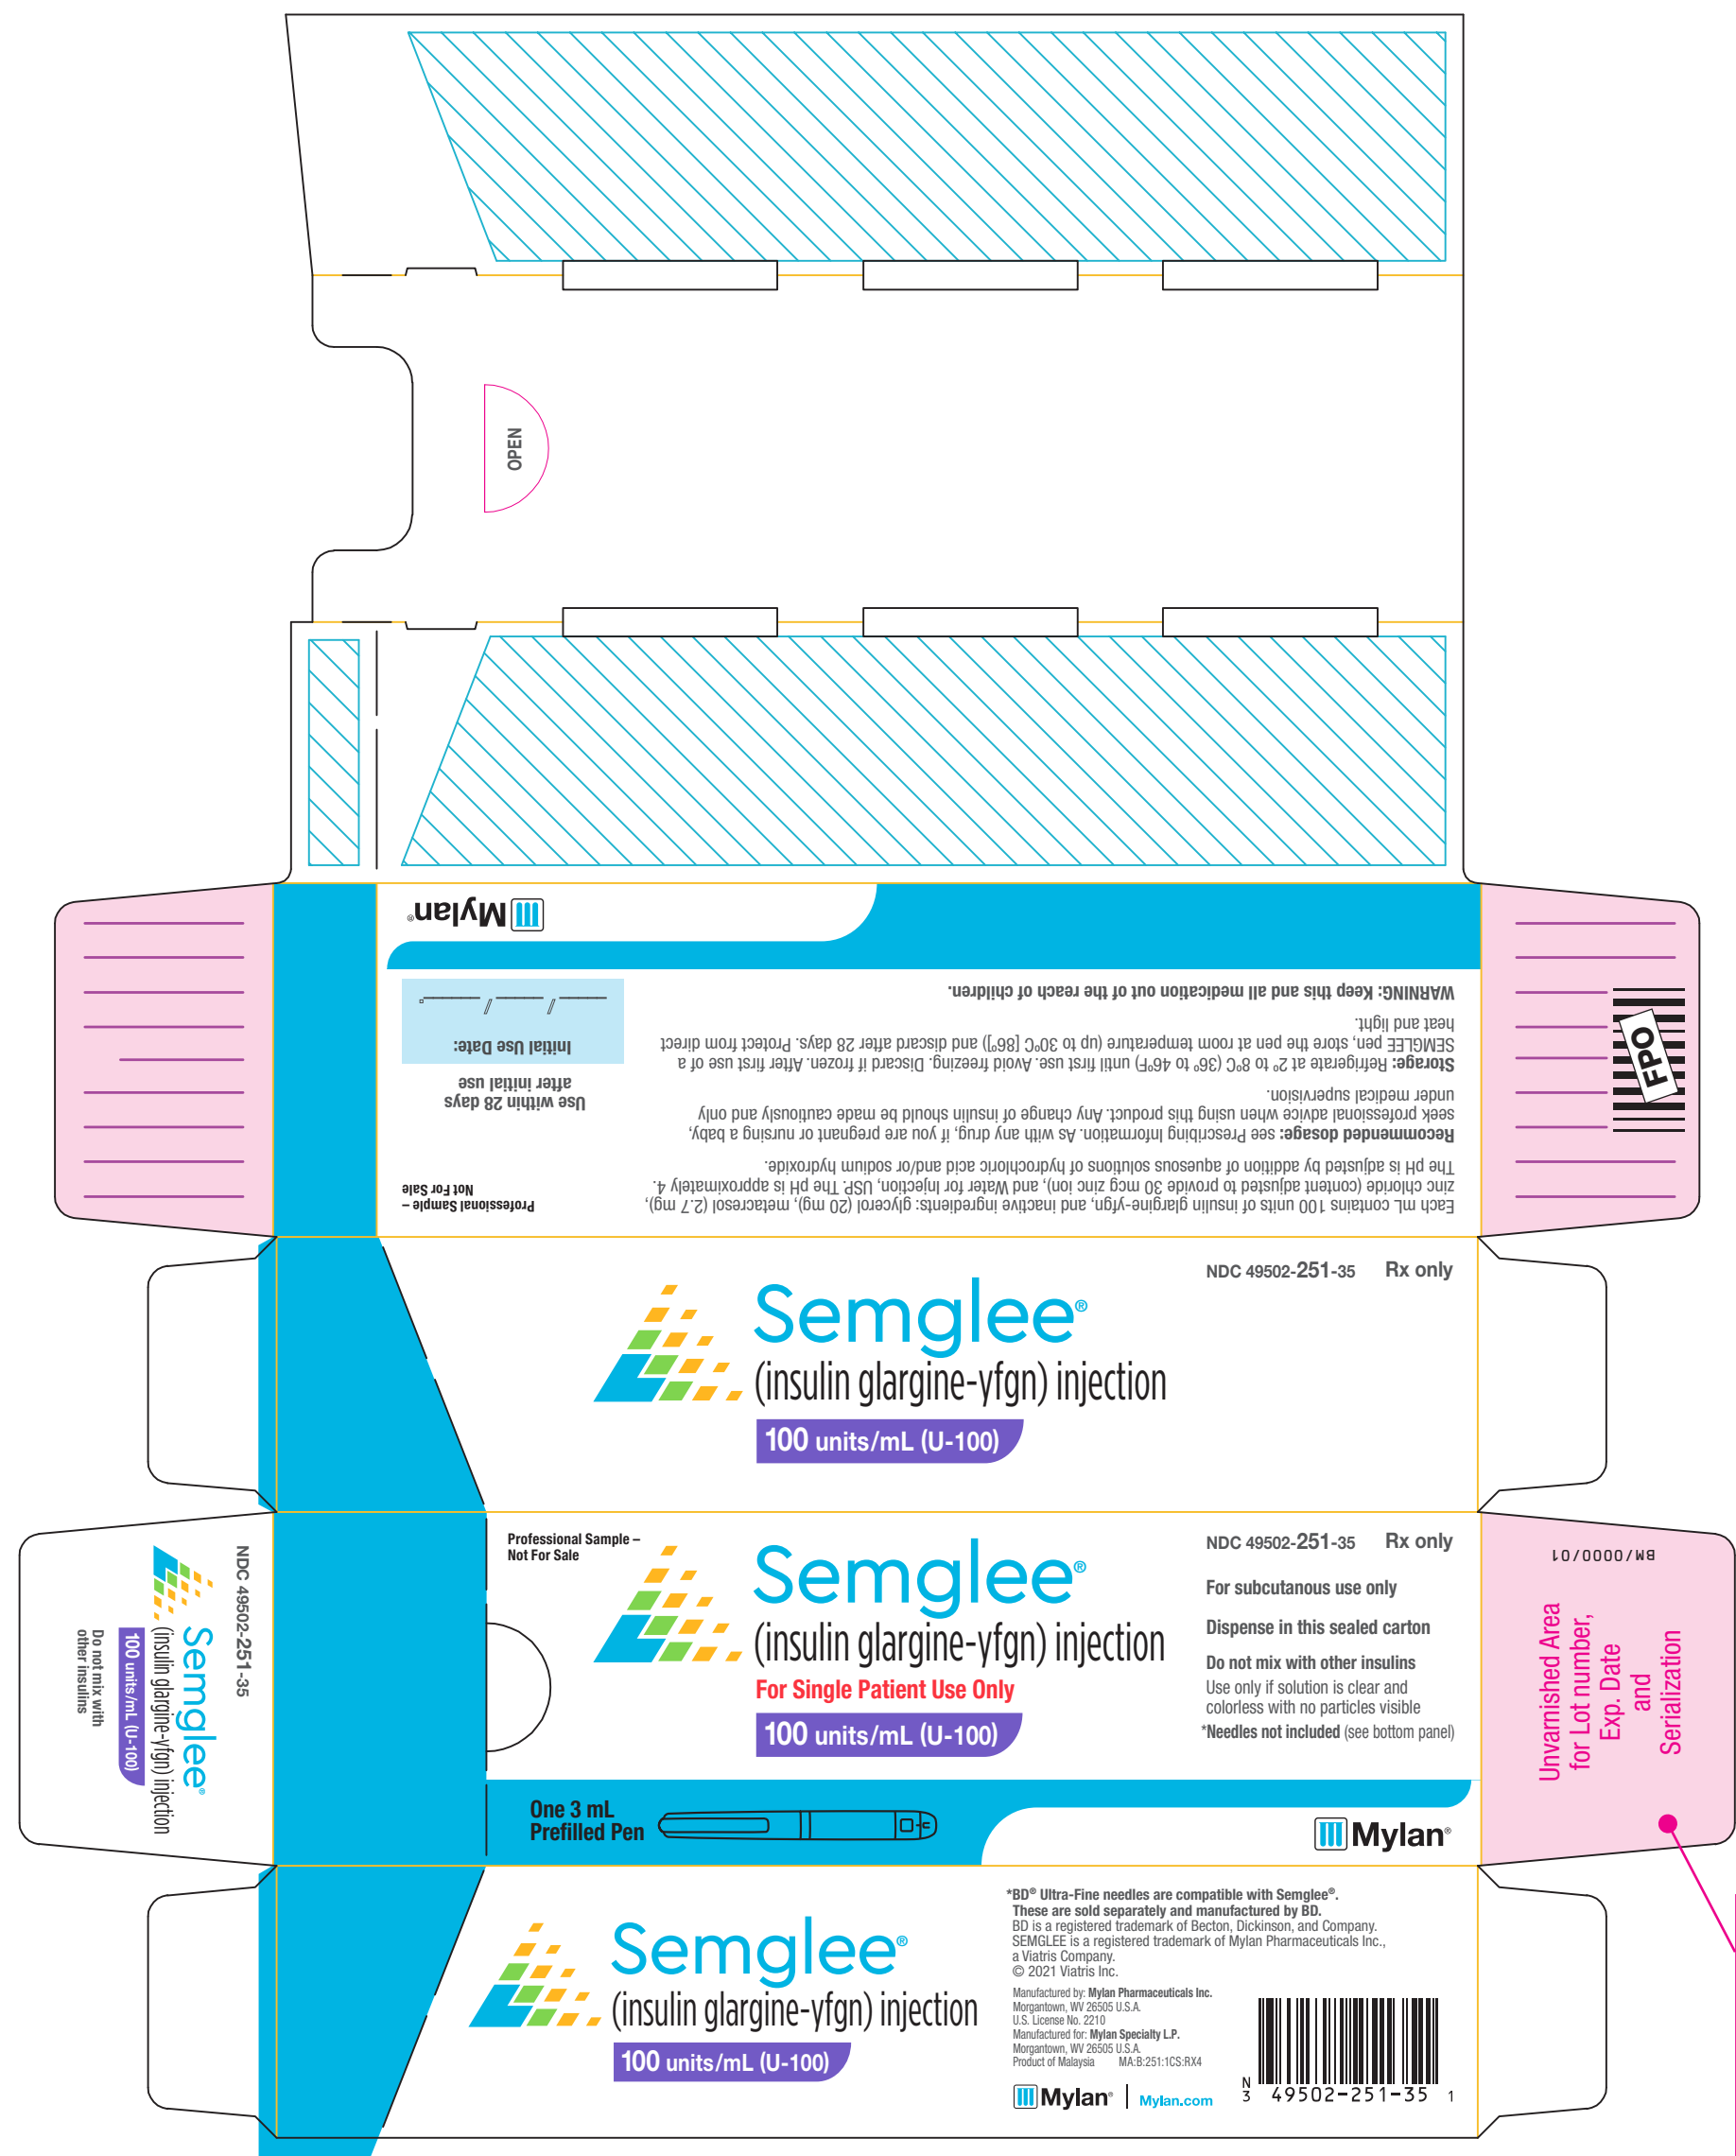 OPEN
Mylan®
WARNING: Keep this and all medication out of the reach of children.
Storage: Refrigerate at 2º to 8ºC (36º to 46ºF) until first use. Avoid freezing. Discard if frozen. After first use of a
SEMGLEE pen, store the pen at room temperature (up to 30ºC [86º]) and discard after 28 days. Protect from direct
heat and light.
Recommended dosage: see Prescribing Information. As with any drug, if you are pregnant or nursing a baby,
seek professional advice when using this product. Any change of insulin should be made cautiously and only
under medical supervision.
Each mL contains 100 units of insulin glargine-yfgn, and inactive ingredients: glycerol (20 mg), metacresol (2.7 mg),
zinc chloride (content adjusted to provide 30 mcg zinc ion), and Water for Injection, USP. The pH is approximately 4.
The pH is adjusted by addition of aquesous solutions of hydrochloric acid and/or sodium hydroxide.
Professional Sample –
Not For Sale
Use within 28 days
after initial use
Initial Use Date:
_____ / _____ / _____
FPO
NDC 49502-251-35 Rx only
Semglee®
(insulin glargine-yfgn) injection
100 units/mL (U-100)
NDC 49502-251-35
Semglee®
(insulin glargine-yfgn) injection
100 units/mL (U-100)
Do not mix with
other insulins
Professional Sample –
Not For Sale
Semglee®
(insulin glargine-yfgn) injection
For Single Patient Use Only
100 units/mL (U-100)
NDC 49502-251-35 Rx only
For subcutanous use only
Dispense in this sealed carton
Do not mix with other insulins
Use only if solution is clear and
colorless with no particles visible
*Needles not included (see bottom panel)
One 3 mL
Prefilled Pen
Mylan®
BM/0000/01
Unvarnished Area
for Lot number,
Exp. Date
and
Serialization
Semglee®
(insulin glargine-yfgn) injection
100 units/mL (U-100)
*BD® Ultra-Fine needles are compatible with Semglee®.
These are sold separately and manufactured by BD.
BD is a registered trademark of Becton, Dickinson, and Company.
SEMGLEE is a registered trademark of Mylan Pharmaceuticals Inc.,
a Viatris Company.
© 2021 Viatris Inc.
Manufactured by: Mylan Pharmaceuticals Inc.
Morgantown, WV 26505 U.S.A.
U.S. License No. 2210
Manufactured for: Mylan Specialty L.P.
Morgantown, WV 26505 U.S.A.
Product of Malaysia MA:B:251:1CS:RX4
Mylan® | Mylan.com
N
3 49502-251-35 1